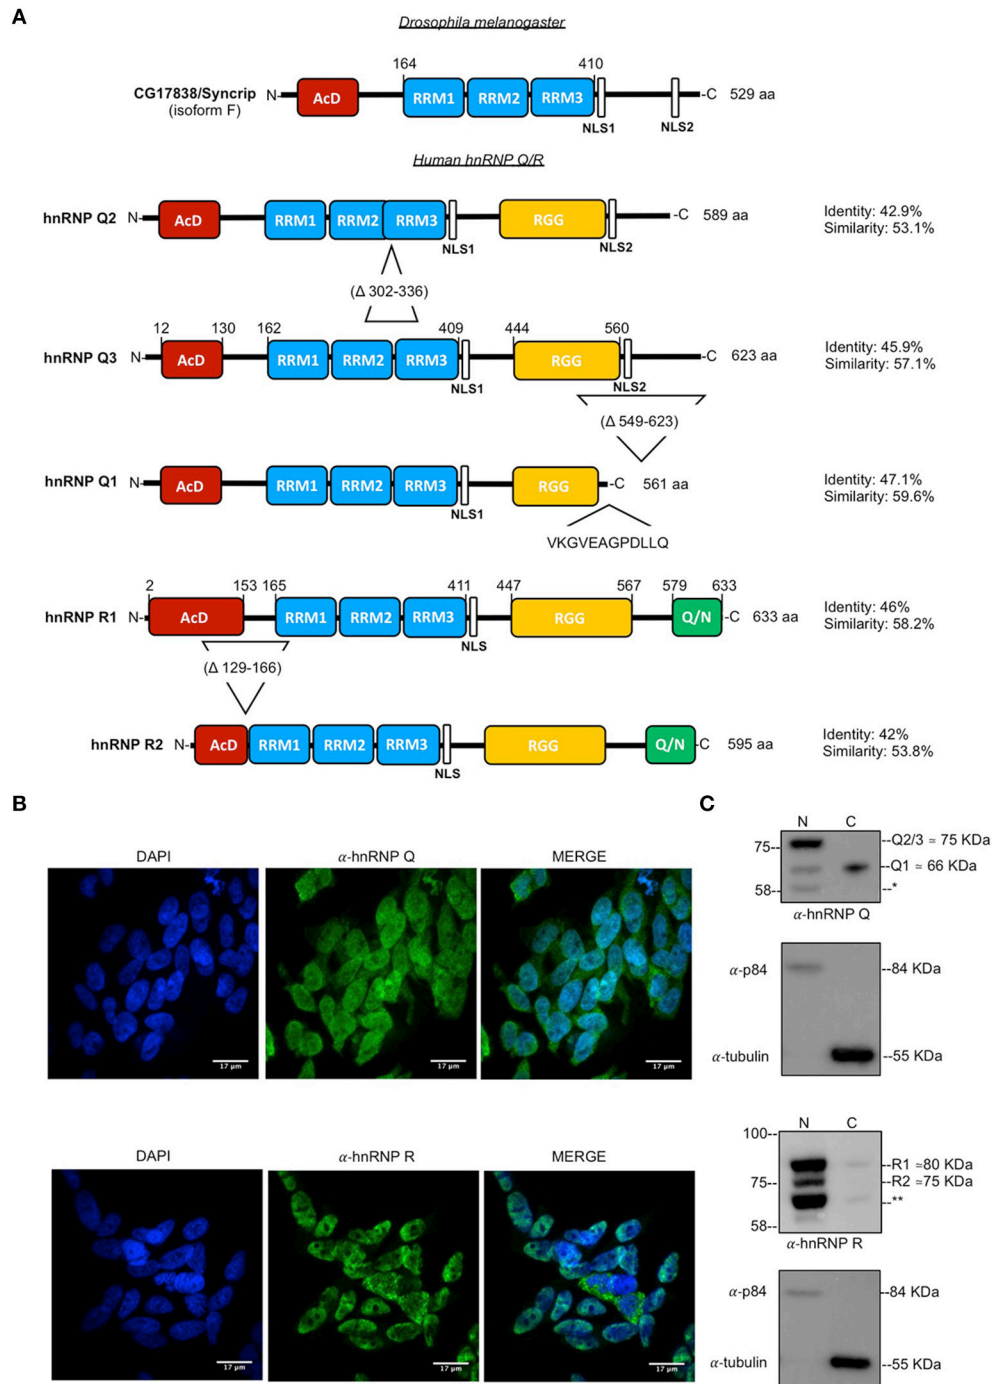 A
Drosophila melanogaster
164 410
CG17838/Syncrip N- AcD RRM1 RRM2 RRM3 -C 529 aa
(isoform F)
NLS1 NLS2
Human hnRNP Q/R
hnRNP Q2 N- AcD RRM1 RRM2 RRM3 RGG -C 589 aa Identity: 42.9%
Similarity: 53.1%
NLS1 NLS2
(Δ 302-336)
12 130 162 409 444 560
hnRNP Q3 N- AcD RRM1 RRM2 RRM3 RGG -C 623 aa Identity: 45.9%
Similarity: 57.1%
NLS1 NLS2
(Δ 549-623)
hnRNP Q1 N- AcD RRM1 RRM2 RRM3 RGG -C 561 aa Identity: 47.1%
Similarity: 59.6%
NLS1
VKGVEAGPDLLQ
2 153 165 411 447 567 579 633
hnRNP R1 N- AcD RRM1 RRM2 RRM3 RGG Q/N -C 633 aa Identity: 46%
Similarity: 58.2%
NLS
(Δ 129-166)
hnRNP R2 N- AcD RRM1 RRM2 RRM3 RGG Q/N -C 595 aa Identity: 42%
Similarity: 53.8%
NLS
B
DAPI α-hnRNP Q MERGE
17 µm 17 µm 17 µm
DAPI α-hnRNP R MERGE
17 µm 17 µm 17 µm
C
N C
75-- --Q2/3 ≃ 75 KDa
--Q1 ≃ 66 KDa
58-- --*
α-hnRNP Q
α-p84 --84 KDa
α-tubulin --55 KDa
N C
100--
--R1 ≃80 KDa
75-- --R2 ≃75 KDa
--**
58--
α-hnRNP R
α-p84 --84 KDa
α-tubulin --55 KDa